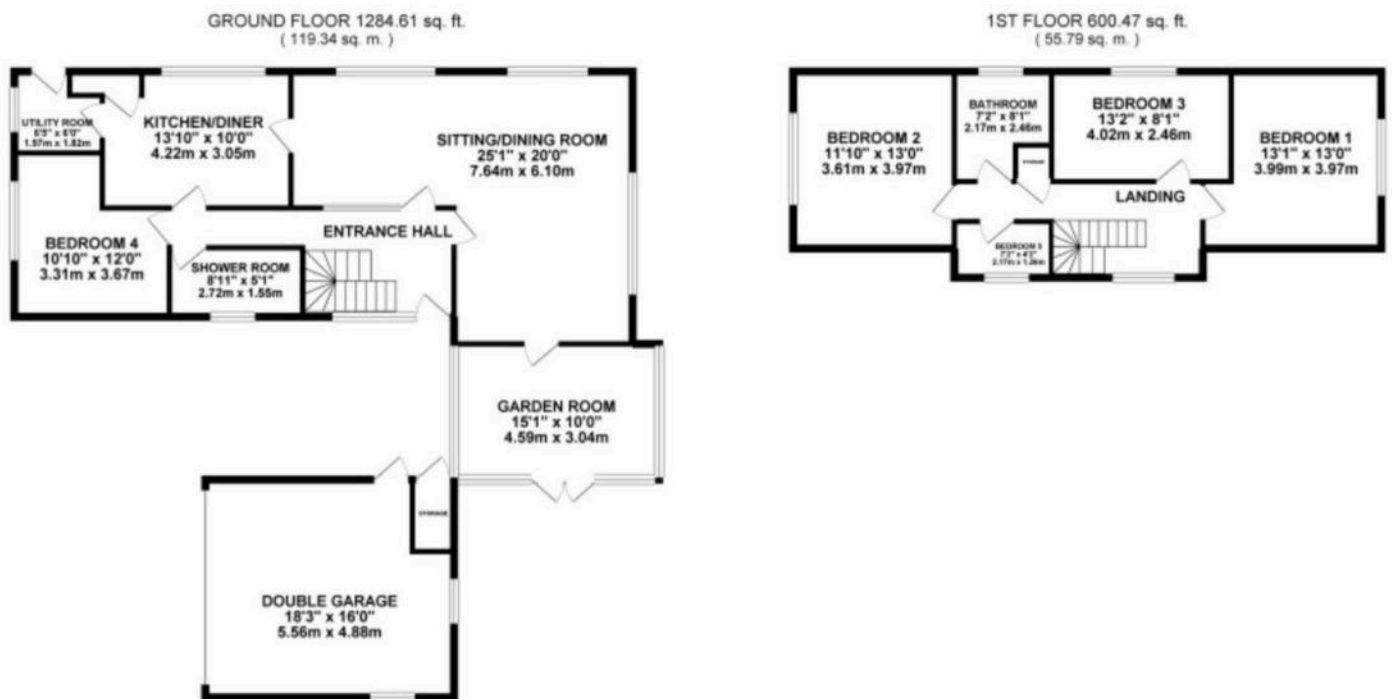 GROUND FLOOR 1284.61 sq. ft.
( 119.34 sq. m. )
UTILITY ROOM
6'5" x 6'0"
1.97m x 1.82m
KITCHEN/DINER
13'10" x 10'0"
4.22m x 3.05m
SITTING/DINING ROOM
25'1" x 20'0"
7.64m x 6.10m
ENTRANCE HALL
BEDROOM 4
10'10" x 12'0"
3.31m x 3.67m
SHOWER ROOM
8'11" x 5'1"
2.72m x 1.55m
GARDEN ROOM
15'1" x 10'0"
4.59m x 3.04m
STORAGE
DOUBLE GARAGE
18'3" x 16'0"
5.56m x 4.88m
1ST FLOOR 600.47 sq. ft.
( 55.79 sq. m. )
BEDROOM 2
11'10" x 13'0"
3.61m x 3.97m
BATHROOM
7'2" x 8'1"
2.17m x 2.46m
STORAGE
BEDROOM 3
13'2" x 8'1"
4.02m x 2.46m
BEDROOM 1
13'1" x 13'0"
3.99m x 3.97m
LANDING
BEDROOM 5
2.17m x